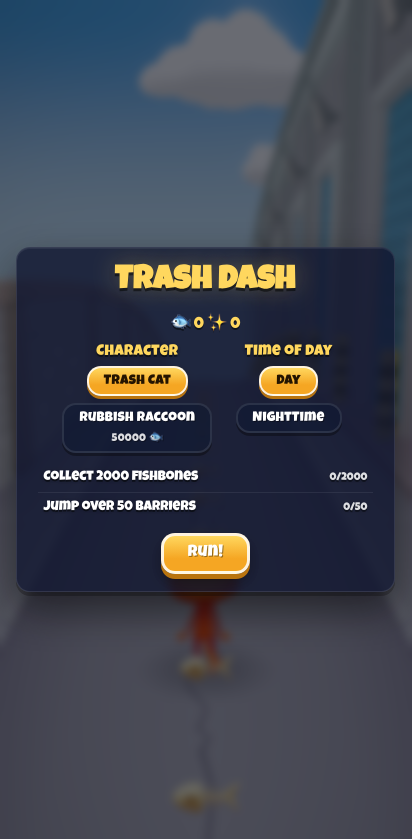 TRASH DASH
🐟 0 ✨ 0
CHARACTER
TRASH CAT
RUBBISH RACCOON
50000 🐟
TIME OF DAY
DAY
NIGHTTIME
COLLECT 2000 FISHBONES 0/2000
JUMP OVER 50 BARRIERS 0/50
RUN!